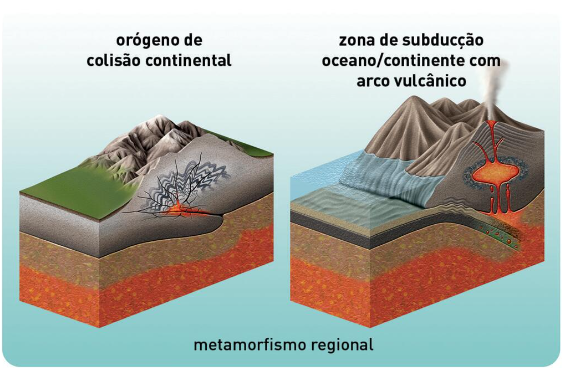 orógeno de
colisão continental
zona de subducção
oceano/continente com
arco vulcânico
metamorfismo regional